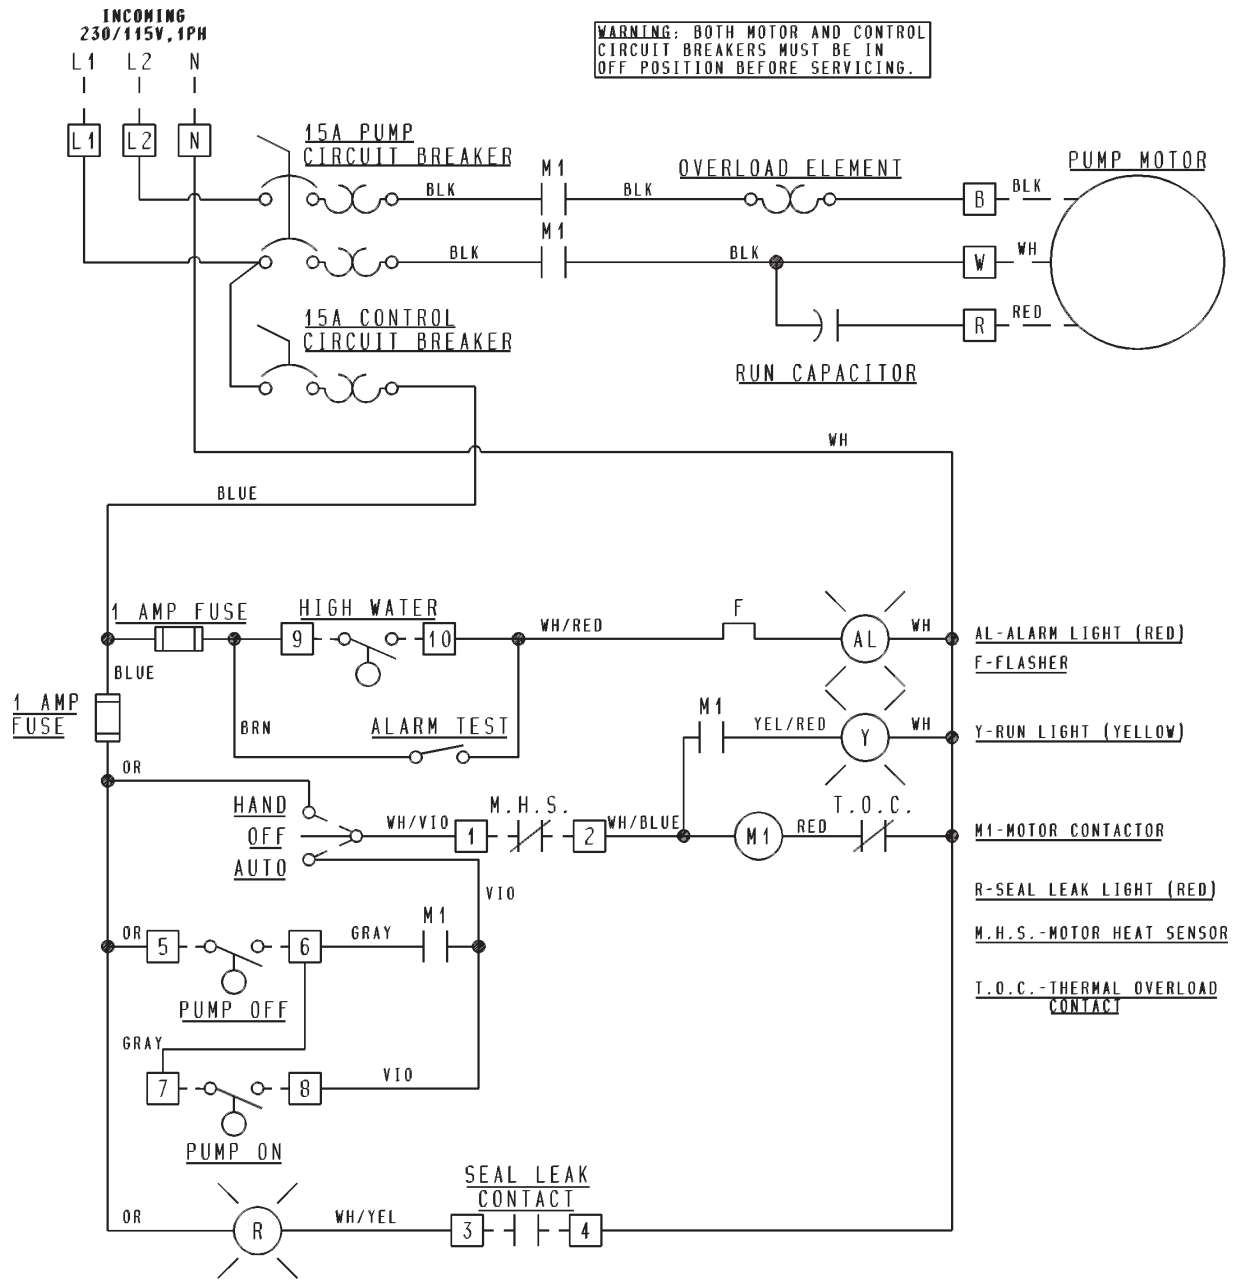 INCOMING
230/115V,1PH
L1 L2 N
L1 L2 N
WARNING: BOTH MOTOR AND CONTROL
CIRCUIT BREAKERS MUST BE IN
OFF POSITION BEFORE SERVICING.
15A PUMP
CIRCUIT BREAKER
BLK
M1
BLK
OVERLOAD ELEMENT
B
BLK
PUMP MOTOR
BLK
M1
BLK
W
WH
R
RED
RUN CAPACITOR
15A CONTROL
CIRCUIT BREAKER
WH
BLUE
1 AMP FUSE
HIGH WATER
9
10
WH/RED
F
AL
WH
AL-ALARM LIGHT (RED)
F-FLASHER
BLUE
1 AMP
FUSE
BRN
ALARM TEST
M1
YEL/RED
Y
WH
Y-RUN LIGHT (YELLOW)
OR
HAND
OFF
AUTO
WH/VIO
1
M.H.S.
2
WH/BLUE
M1
RED
T.O.C.
M1-MOTOR CONTACTOR
VIO
R-SEAL LEAK LIGHT (RED)
OR
5
6
GRAY
M1
M.H.S.-MOTOR HEAT SENSOR
PUMP OFF
T.O.C.-THERMAL OVERLOAD
CONTACT
GRAY
7
8
VIO
PUMP ON
SEAL LEAK
CONTACT
OR
R
WH/YEL
3
4